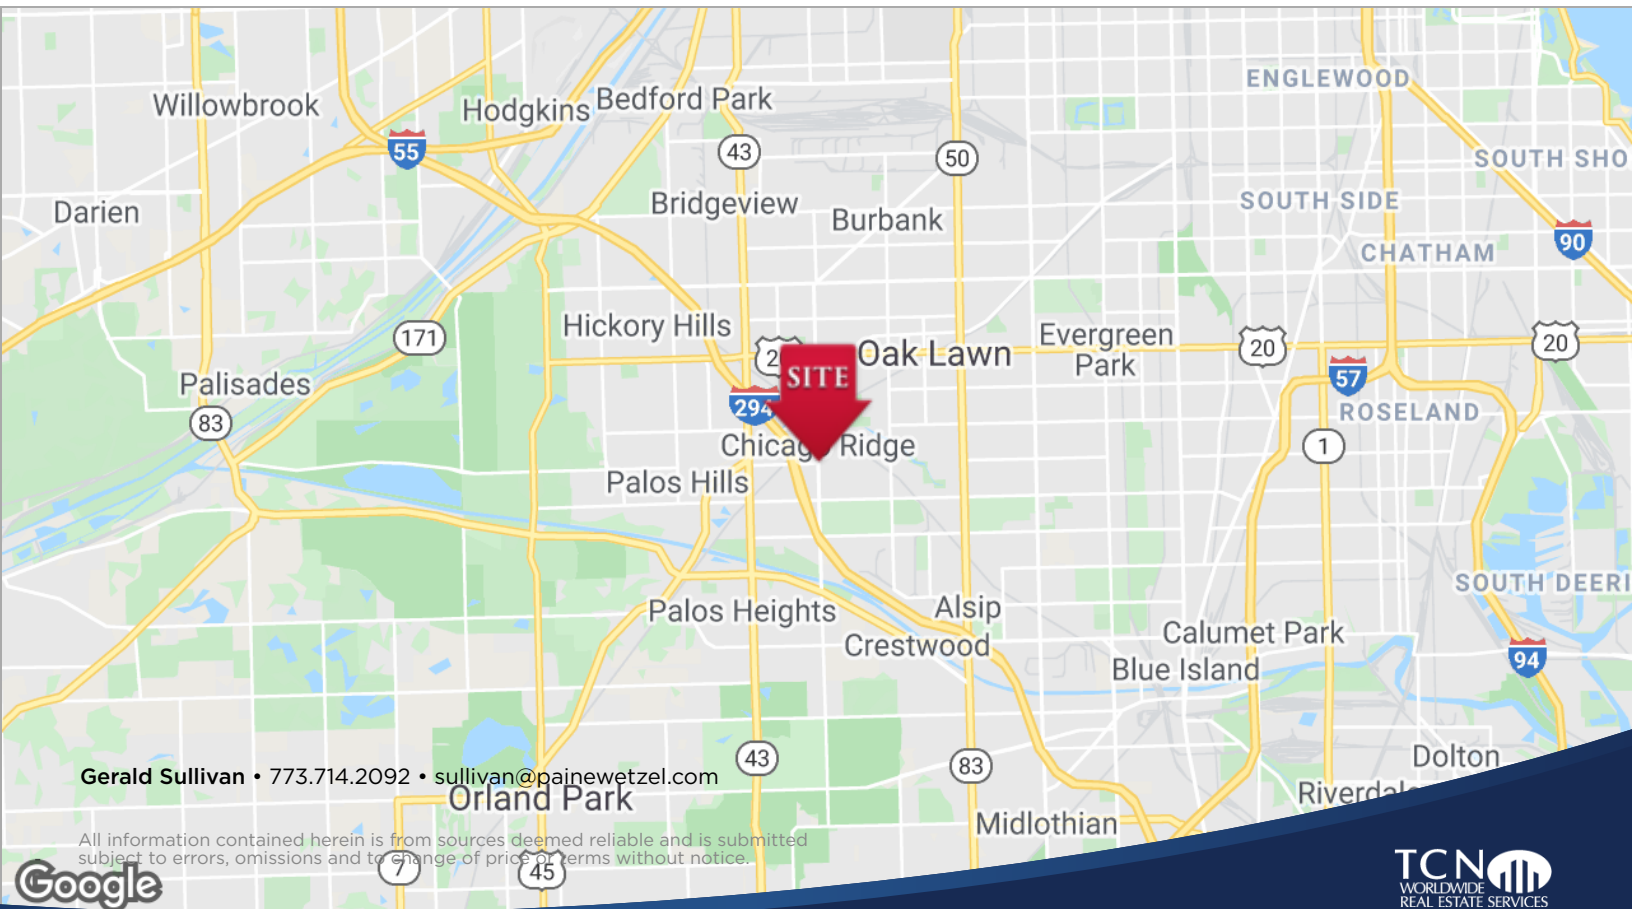 ENGLEWOOD
Willowbrook
Hodgkins
Bedford Park
55
43
50
SOUTH SHO
Darien
Bridgeview
Burbank
SOUTH SIDE
CHATHAM
90
171
Hickory Hills
Oak Lawn
Evergreen
Park
20
20
SITE
Palisades
57
83
294
ROSELAND
Chicago Ridge
1
Palos Hills
SOUTH DEERI
Palos Heights
Alsip
Crestwood
Calumet Park
Blue Island
94
43
83
Dolton
Gerald Sullivan • 773.714.2092 • sullivan@painewetzel.com
Orland Park
Riverdale
Midlothian
All information contained herein is from sources deemed reliable and is submitted
subject to errors, omissions and to change of price or terms without notice.
7
45
Google
TCN
WORLDWIDE
REAL ESTATE SERVICES